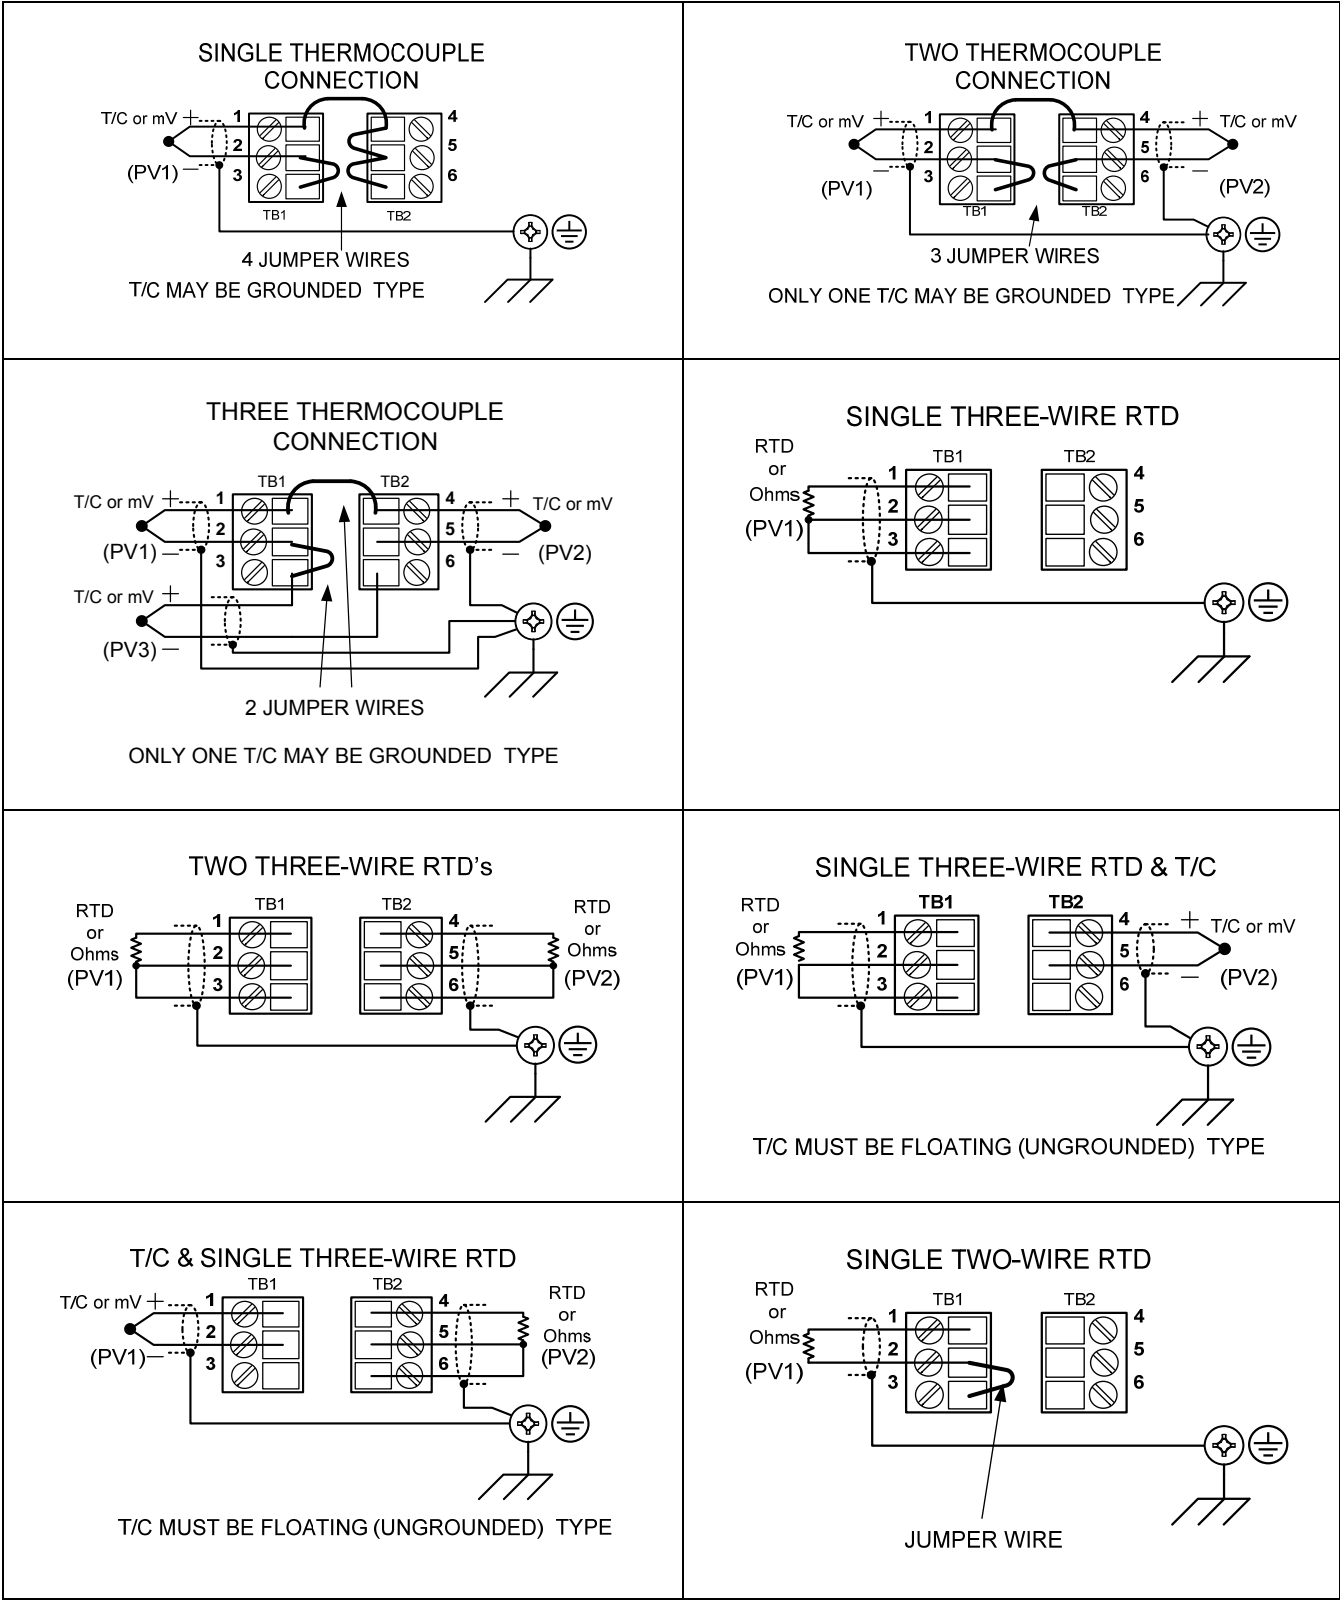 SINGLE THERMOCOUPLE
CONNECTION
T/C or mV + 1 4
2 5
(PV1) − 3 6
TB1 TB2
4 JUMPER WIRES
T/C MAY BE GROUNDED TYPE
TWO THERMOCOUPLE
CONNECTION
T/C or mV + 1 4 + T/C or mV
2 5
(PV1) − 3 6 − (PV2)
TB1 TB2
3 JUMPER WIRES
ONLY ONE T/C MAY BE GROUNDED TYPE
THREE THERMOCOUPLE
CONNECTION
TB1 TB2
T/C or mV + 1 4 + T/C or mV
2 5
(PV1) − 3 6 − (PV2)
T/C or mV +
(PV3) −
2 JUMPER WIRES
ONLY ONE T/C MAY BE GROUNDED TYPE
SINGLE THREE-WIRE RTD
RTD TB1 TB2
or 1 4
Ohms 2 5
(PV1) 3 6
TWO THREE-WIRE RTD's
TB1 TB2
RTD 1 4 RTD
or or
Ohms 2 5 Ohms
(PV1) 3 6 (PV2)
SINGLE THREE-WIRE RTD & T/C
TB1 TB2
RTD 1 4 + T/C or mV
or
Ohms 2 5
(PV1) 3 6 − (PV2)
T/C MUST BE FLOATING (UNGROUNDED) TYPE
T/C & SINGLE THREE-WIRE RTD
TB1 TB2
T/C or mV + 1 4 RTD
or
2 5 Ohms
(PV1) − 3 6 (PV2)
T/C MUST BE FLOATING (UNGROUNDED) TYPE
SINGLE TWO-WIRE RTD
RTD TB1 TB2
or 1 4
Ohms 2 5
(PV1) 3 6
JUMPER WIRE